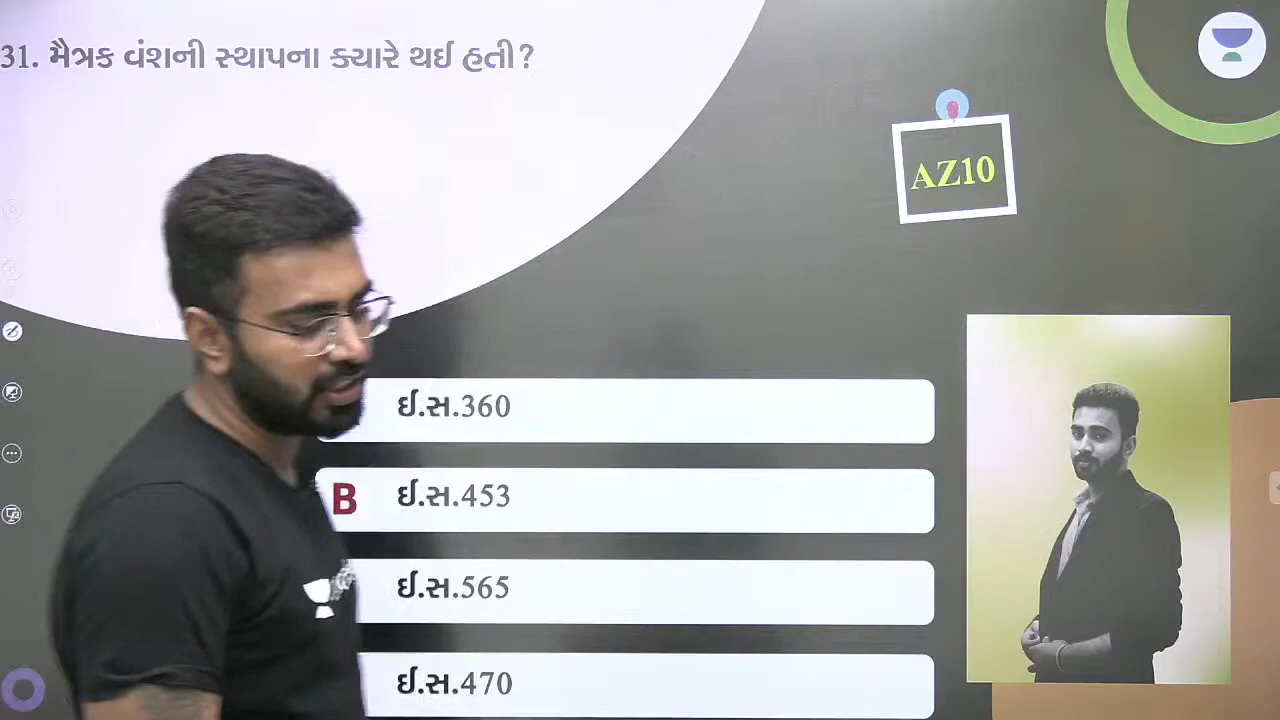 31. મૈત્રક વંશની સ્થાપના ક્યારે થઈ હતી?
AZ10
ઈ.સ.360
B ઈ.સ.453
ઈ.સ.565
ઈ.સ.470